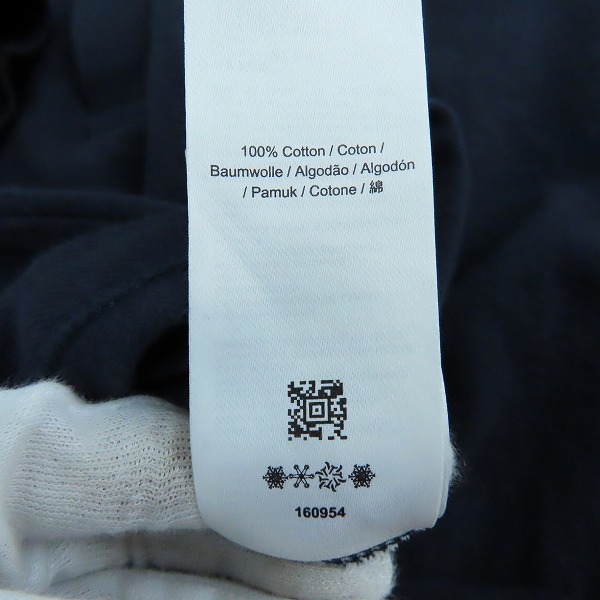 100% Cotton / Coton /
Baumwolle / Algodão / Algodón
/ Pamuk / Cotone / 綿
160954